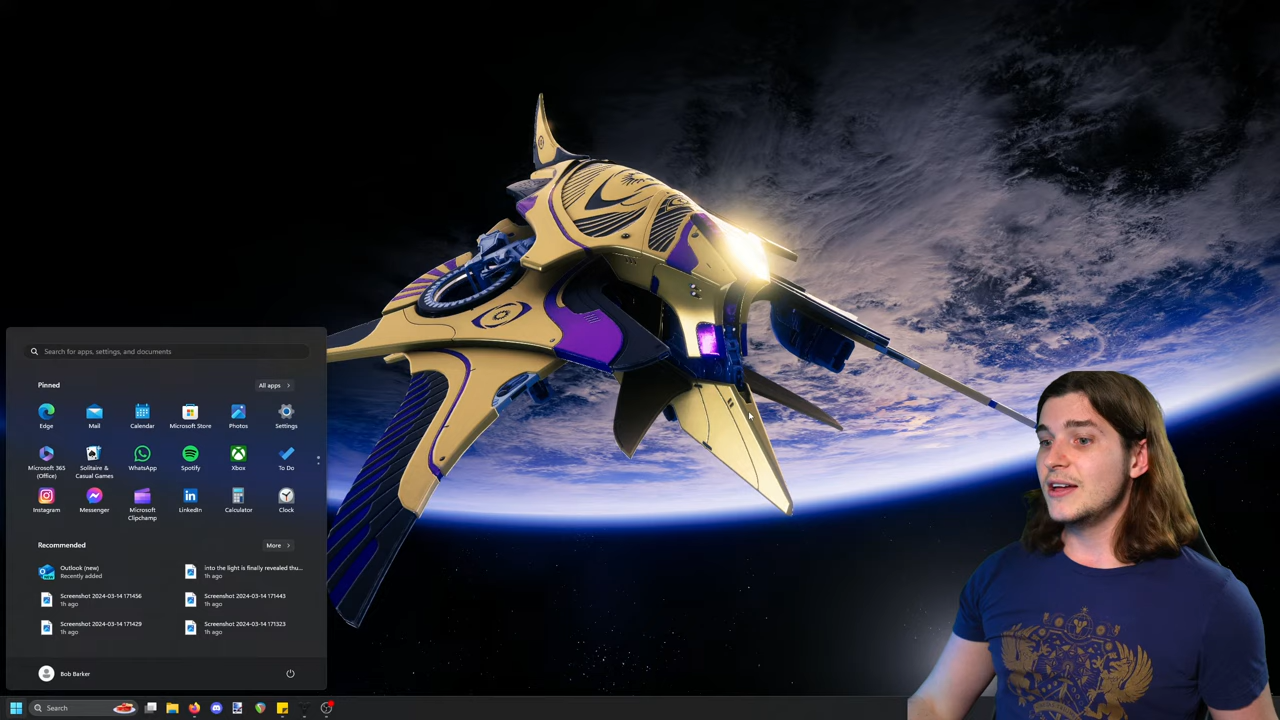 Search for apps, settings, and documents
Pinned
All apps
Edge
Mail
Calendar
Microsoft Store
Photos
Settings
Microsoft 365
(Office)
Solitaire &
Casual Games
WhatsApp
Spotify
Xbox
To Do
Instagram
Messenger
Microsoft
Clipchamp
LinkedIn
Calculator
Clock
Recommended
More
Outlook (new)
Recently added
into the light is finally revealed thu...
1h ago
Screenshot 2024-03-14 171456
1h ago
Screenshot 2024-03-14 171443
1h ago
Screenshot 2024-03-14 171429
1h ago
Screenshot 2024-03-14 171323
1h ago
Bob Barker
Search